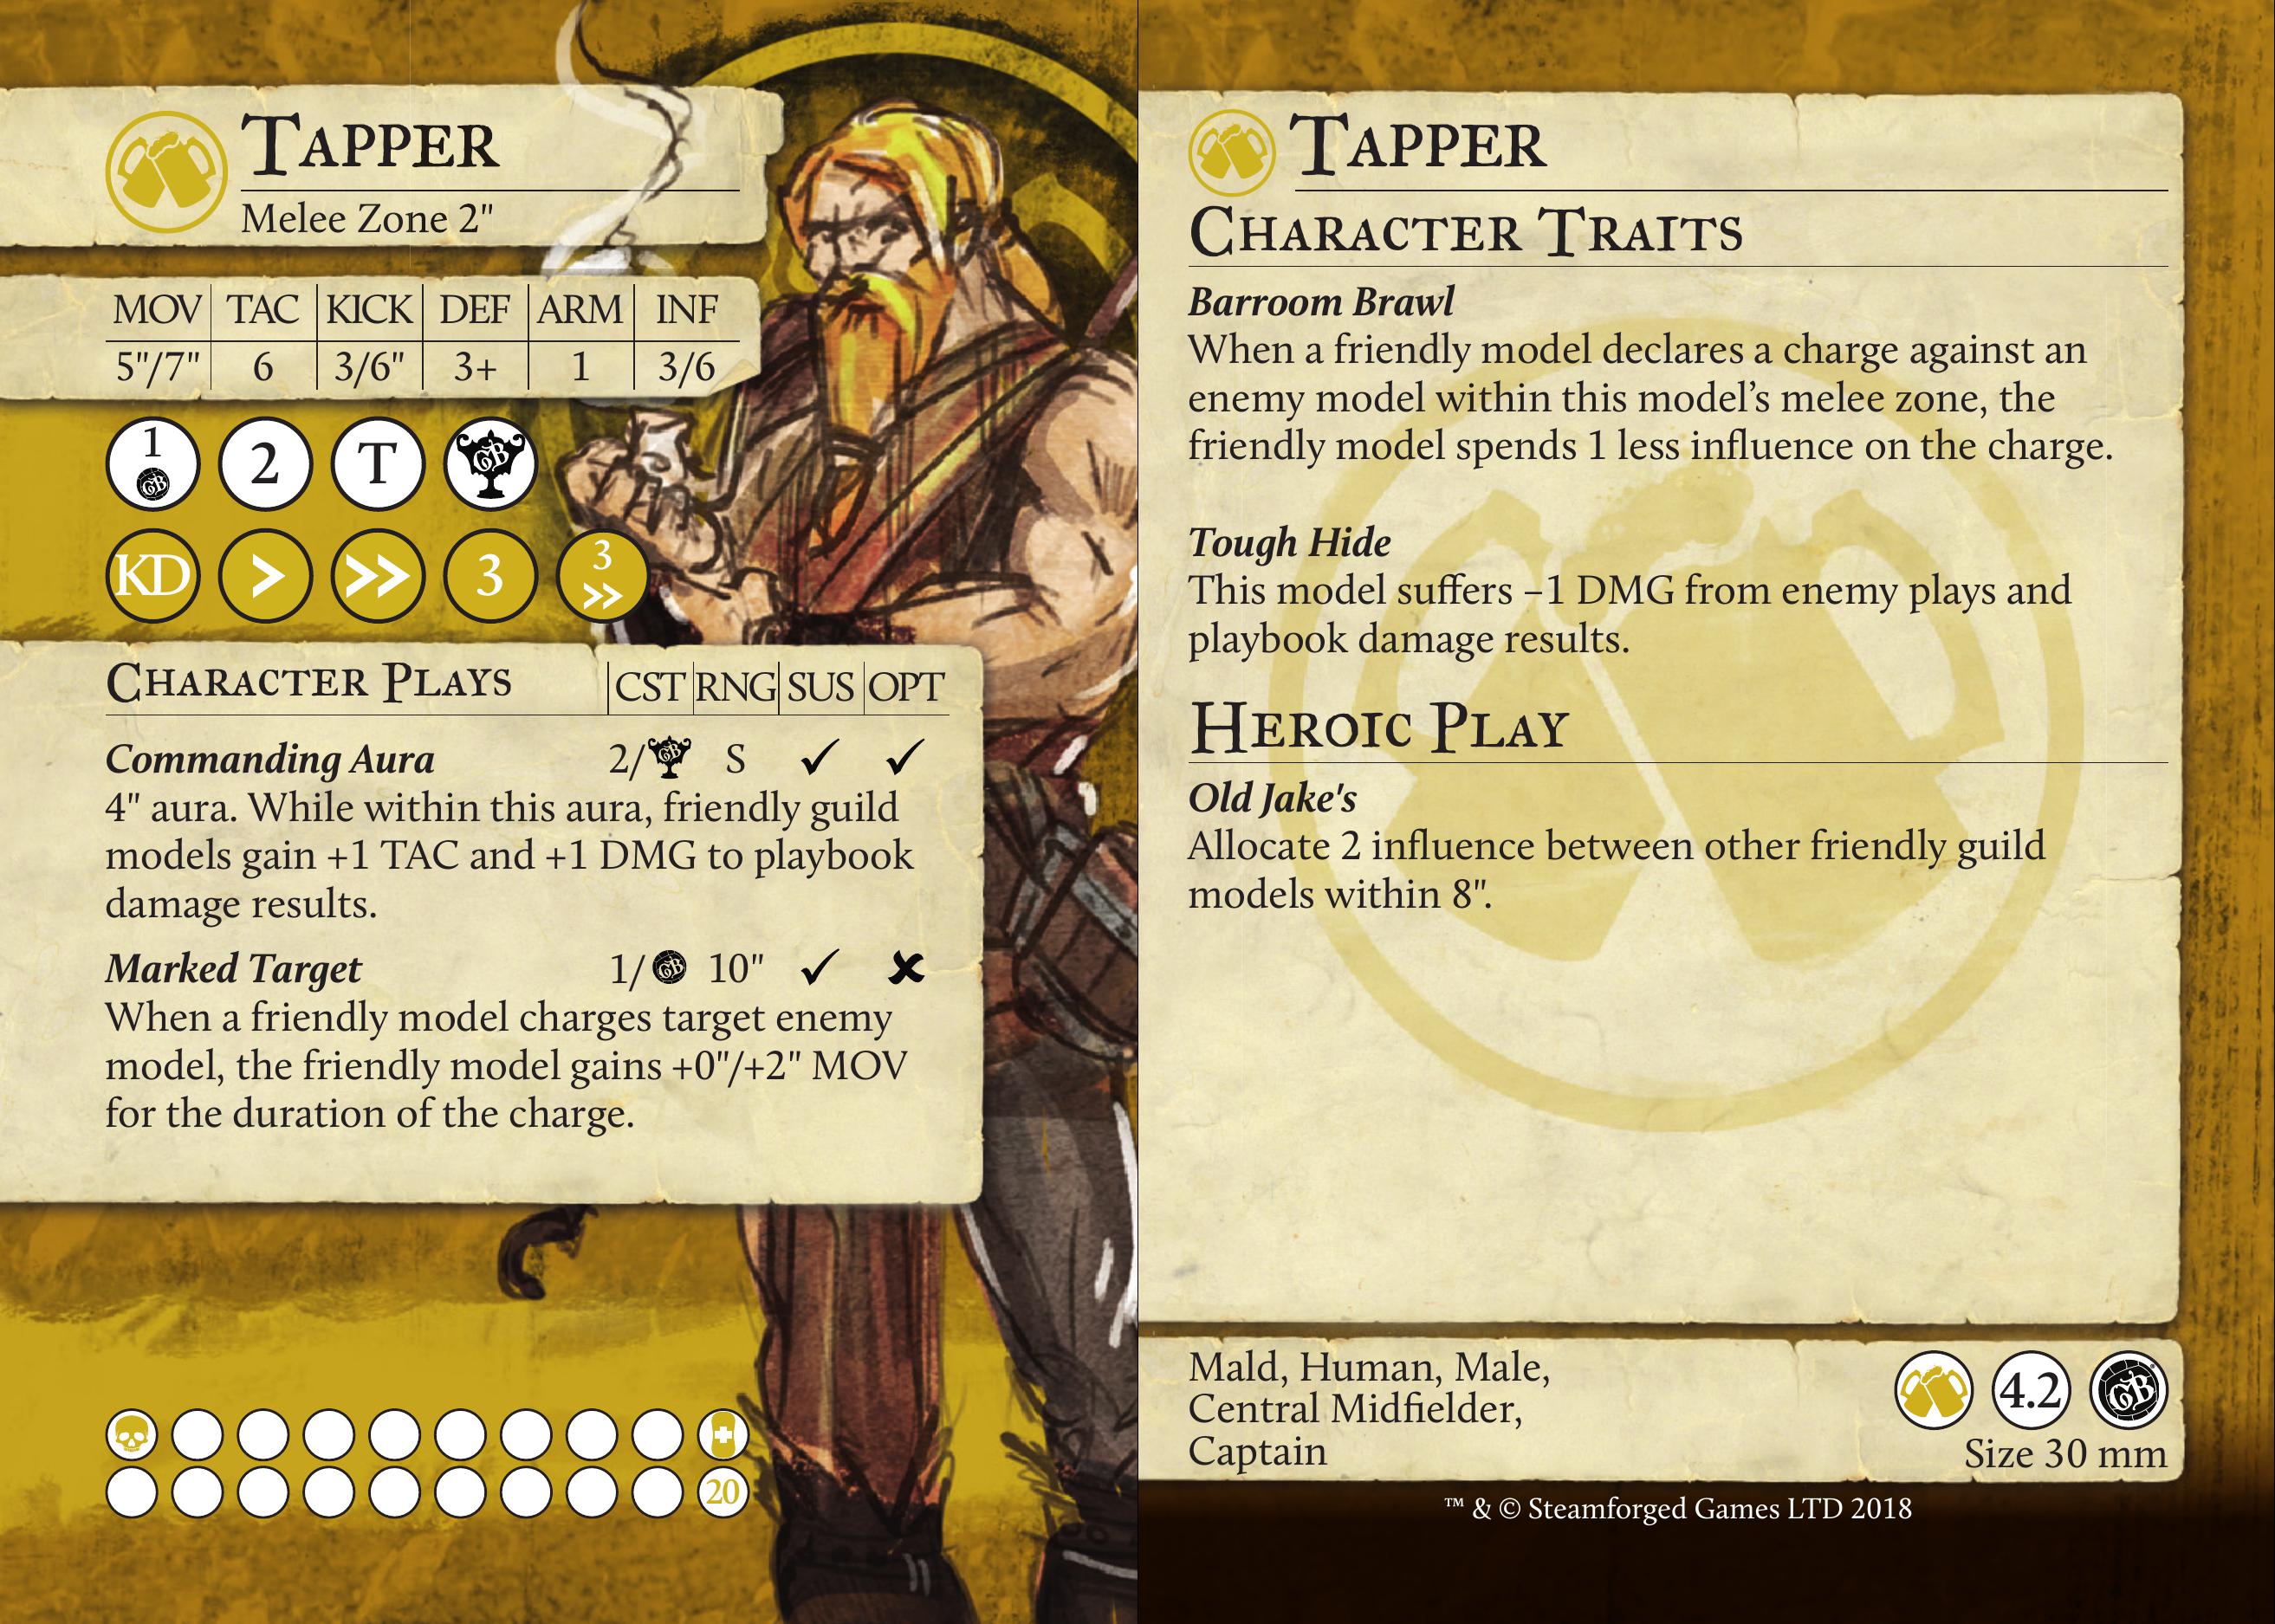 TAPPER
Melee Zone 2"
MOV TAC KICK DEF ARM INF
5"/7" 6 3/6" 3+ 1 3/6
1 GB 2 T GB
KD > >> 3 3 >>
CHARACTER PLAYS CST RNG SUS OPT
Commanding Aura 2/GB S ✓ ✓
4" aura. While within this aura, friendly guild
models gain +1 TAC and +1 DMG to playbook
damage results.
Marked Target 1/GB 10" ✓ ✘
When a friendly model charges target enemy
model, the friendly model gains +0"/+2" MOV
for the duration of the charge.
20
TAPPER
CHARACTER TRAITS
Barroom Brawl
When a friendly model declares a charge against an
enemy model within this model’s melee zone, the
friendly model spends 1 less influence on the charge.
Tough Hide
This model suffers –1 DMG from enemy plays and
playbook damage results.
HEROIC PLAY
Old Jake's
Allocate 2 influence between other friendly guild
models within 8".
Mald, Human, Male,
Central Midfielder,
Captain
4.2 GB
Size 30 mm
™ & © Steamforged Games LTD 2018